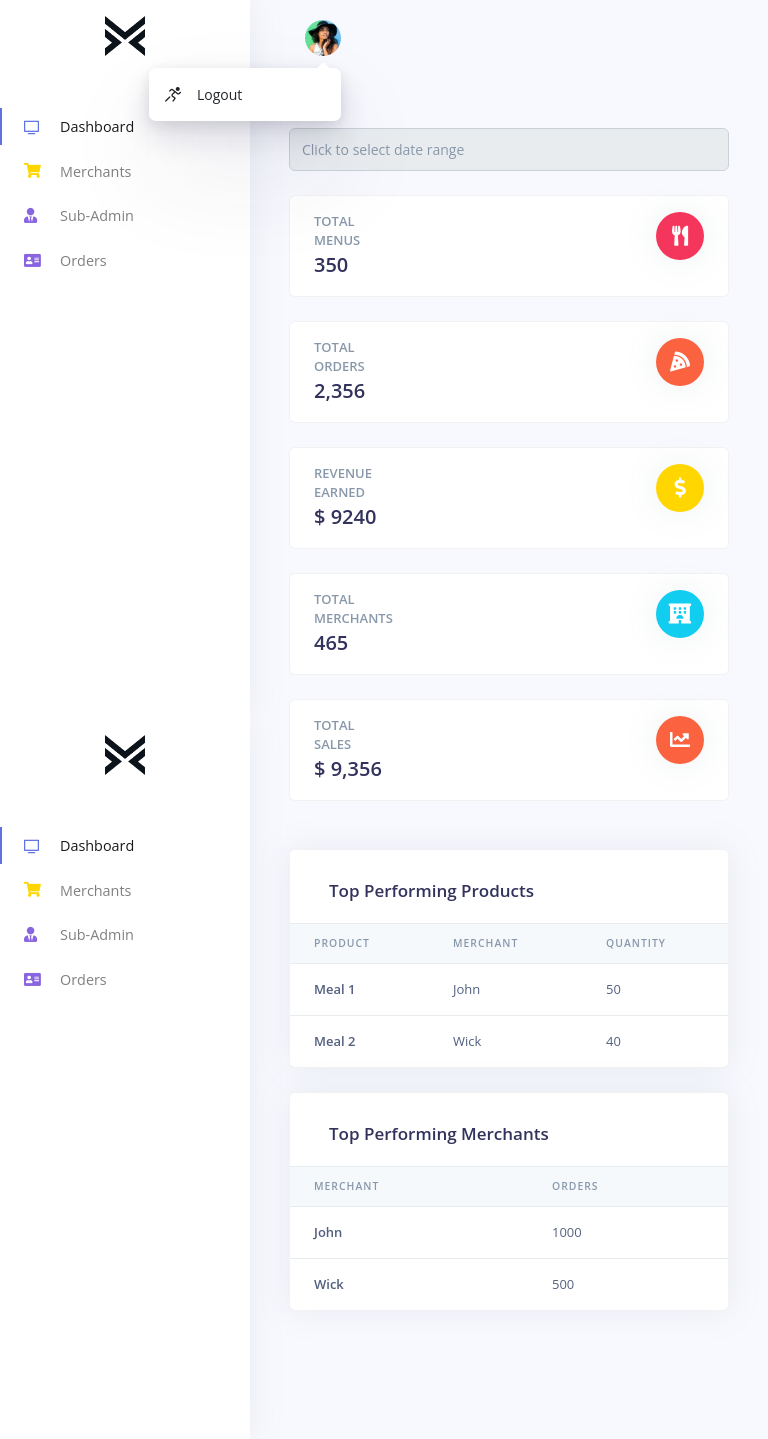 Logout
Dashboard
Merchants
Sub-Admin
Orders
Click to select date range
TOTAL
MENUS
350
TOTAL
ORDERS
2,356
REVENUE
EARNED
$ 9240
TOTAL
MERCHANTS
465
TOTAL
SALES
$ 9,356
Dashboard
Merchants
Sub-Admin
Orders
Top Performing Products
PRODUCT MERCHANT QUANTITY
Meal 1 John 50
Meal 2 Wick 40
Top Performing Merchants
MERCHANT ORDERS
John 1000
Wick 500